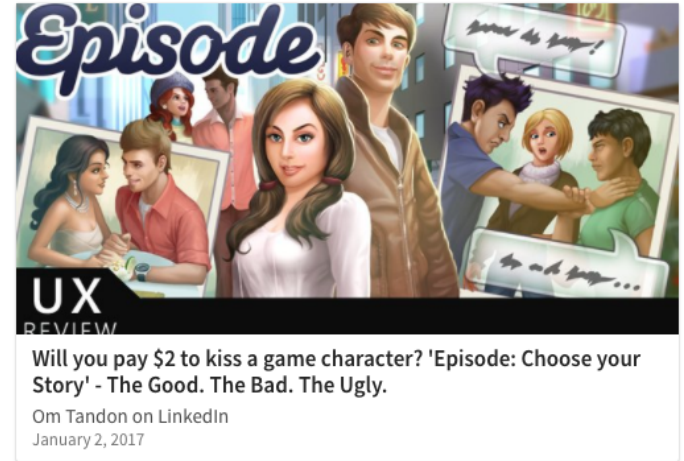 Episode
UX
REVIEW
Will you pay $2 to kiss a game character? 'Episode: Choose your
Story' - The Good. The Bad. The Ugly.
Om Tandon on LinkedIn
January 2, 2017